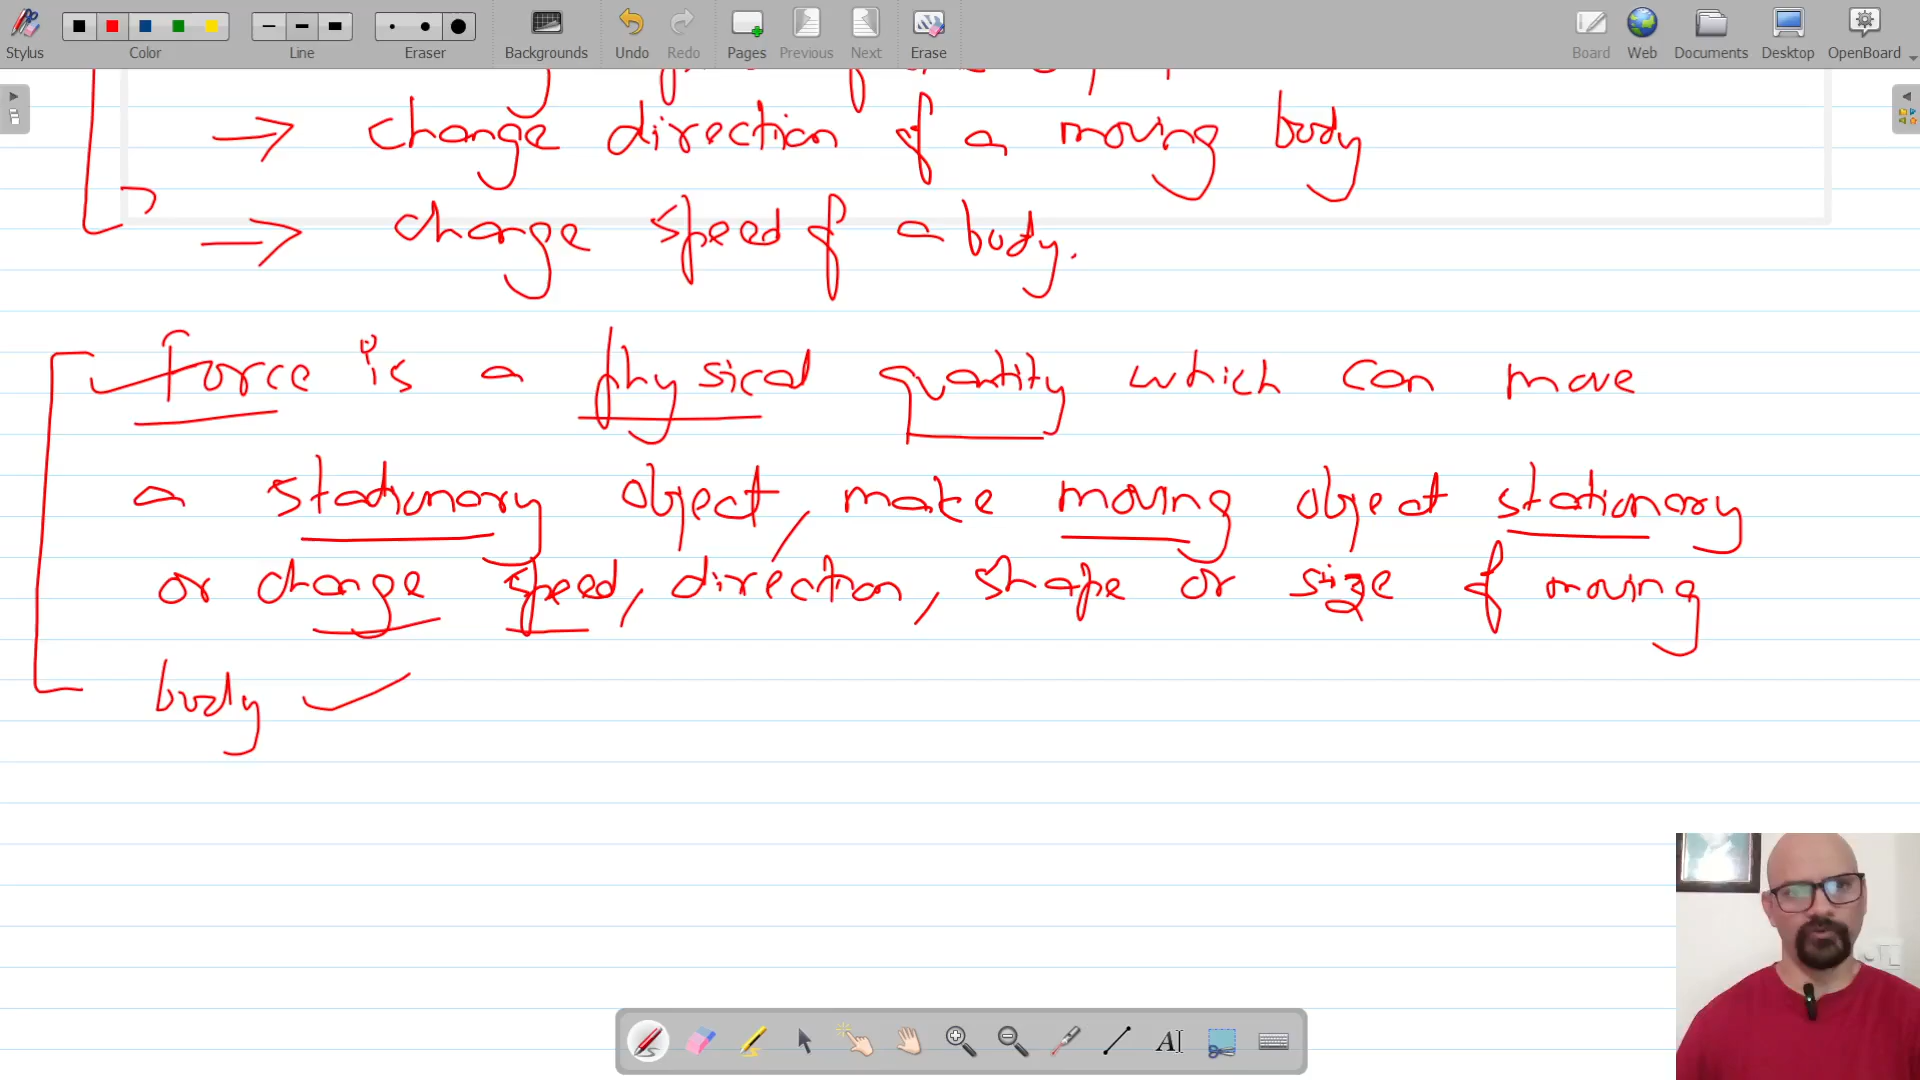 Stylus Color Line Eraser Backgrounds Undo Redo Pages Previous Next Erase Board Web Documents Desktop OpenBoard
→ change direction of a moving body
→ change speed of a body.
Force is a physical quantity which can move
a stationary object, make moving object stationary
or change speed, direction, shape or size of moving
body